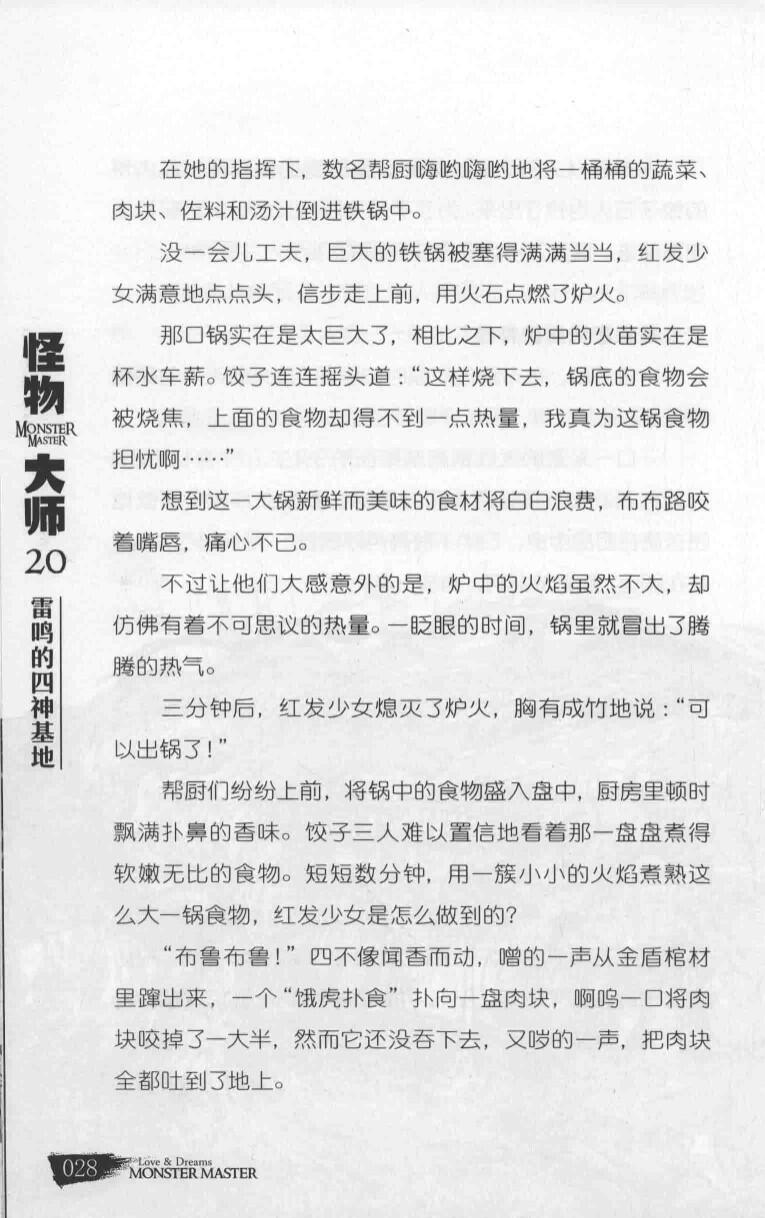 在她的指挥下，数名帮厨嗨哟嗨哟地将一桶桶的蔬菜、
肉块、佐料和汤汁倒进铁锅中。
没一会儿工夫，巨大的铁锅被塞得满满当当，红发少
女满意地点点头，信步走上前，用火石点燃了炉火。
那口锅实在是太巨大了，相比之下，炉中的火苗实在是
杯水车薪。饺子连连摇头道：“这样烧下去，锅底的食物会
被烧焦，上面的食物却得不到一点热量，我真为这锅食物
担忧啊……”
想到这一大锅新鲜而美味的食材将白白浪费，布布路咬
着嘴唇，痛心不已。
不过让他们大感意外的是，炉中的火焰虽然不大，却
仿佛有着不可思议的热量。一眨眼的时间，锅里就冒出了腾
腾的热气。
三分钟后，红发少女熄灭了炉火，胸有成竹地说：“可
以出锅了！”
帮厨们纷纷上前，将锅中的食物盛入盘中，厨房里顿时
飘满扑鼻的香味。饺子三人难以置信地看着那一盘盘煮得
软嫩无比的食物。短短数分钟，用一簇小小的火焰煮熟这
么大一锅食物，红发少女是怎么做到的？
“布鲁布鲁！”四不像闻香而动，噌的一声从金盾棺材
里蹿出来，一个“饿虎扑食”扑向一盘肉块，啊呜一口将肉
块咬掉了一大半，然而它还没吞下去，又哕的一声，把肉块
全都吐到了地上。
怪物
MONSTER
MASTER
大师
20
雷鸣的四神基地
028
Love & Dreams
MONSTER MASTER